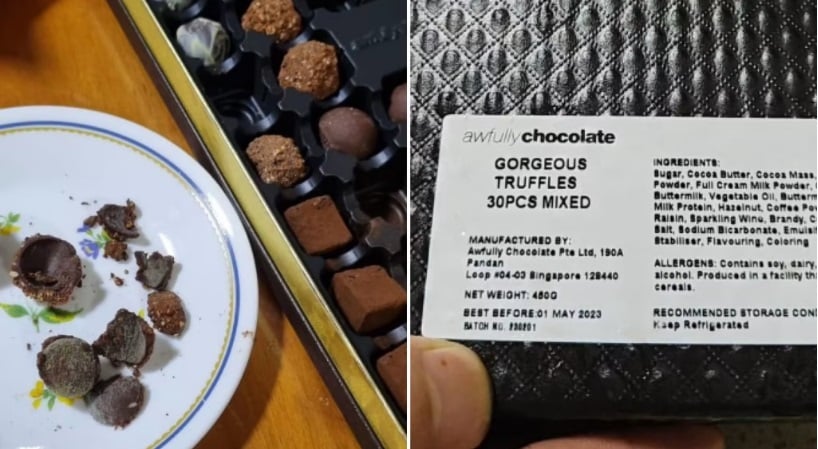 awfullychocolate
GORGEOUS
TRUFFLES
30PCS MIXED
MANUFACTURED BY:
Awfully Chocolate Pte Ltd, 190A
Pandan
Loop #04-03 Singapore 128440
NET WEIGHT: 450G
BEST BEFORE:01 MAY 2023
BATCH NO.
INGREDIENTS:
Sugar, Cocoa Butter, Cocoa Mass,
Powder, Full Cream Milk Powder,
Buttermilk, Vegetable Oil,
Milk Protein, Hazelnut, Coffee
Raisin, Sparkling Wine, Brandy,
Salt, Sodium Bicarbonate,
Stabiliser, Flavouring, Coloring
ALLERGENS: Contains soy, dairy,
alcohol. Produced in a facility
cereals.
RECOMMENDED STORAGE
Keep Refrigerated